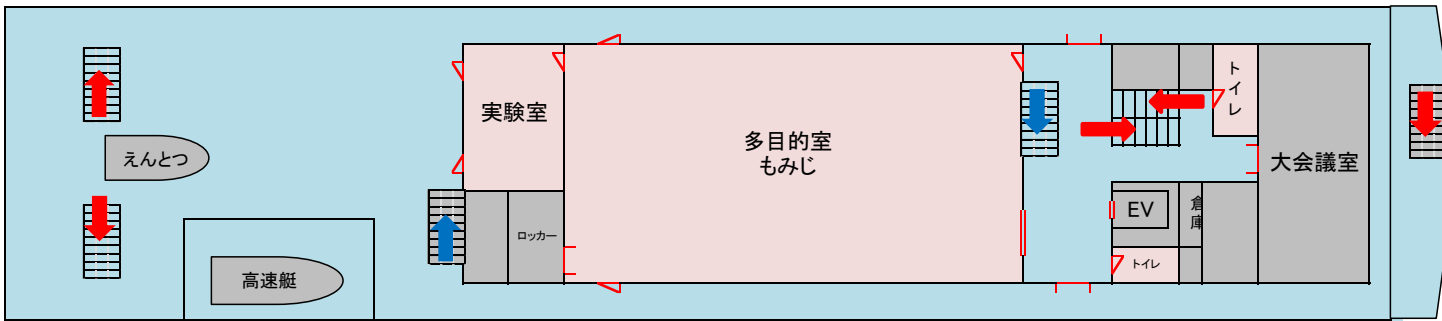 えんとつ
高速艇
実験室
ロッカー
多目的室
もみじ
トイレ
EV
倉庫
トイレ
大会議室